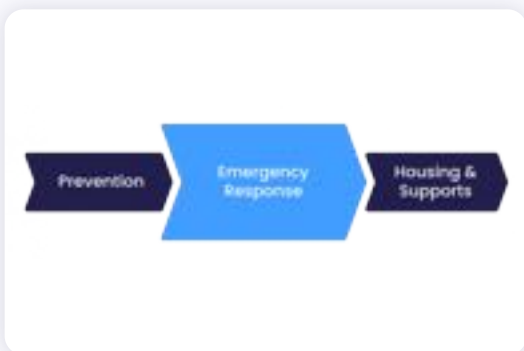 Prevention
Emergency
Response
Housing &
Supports